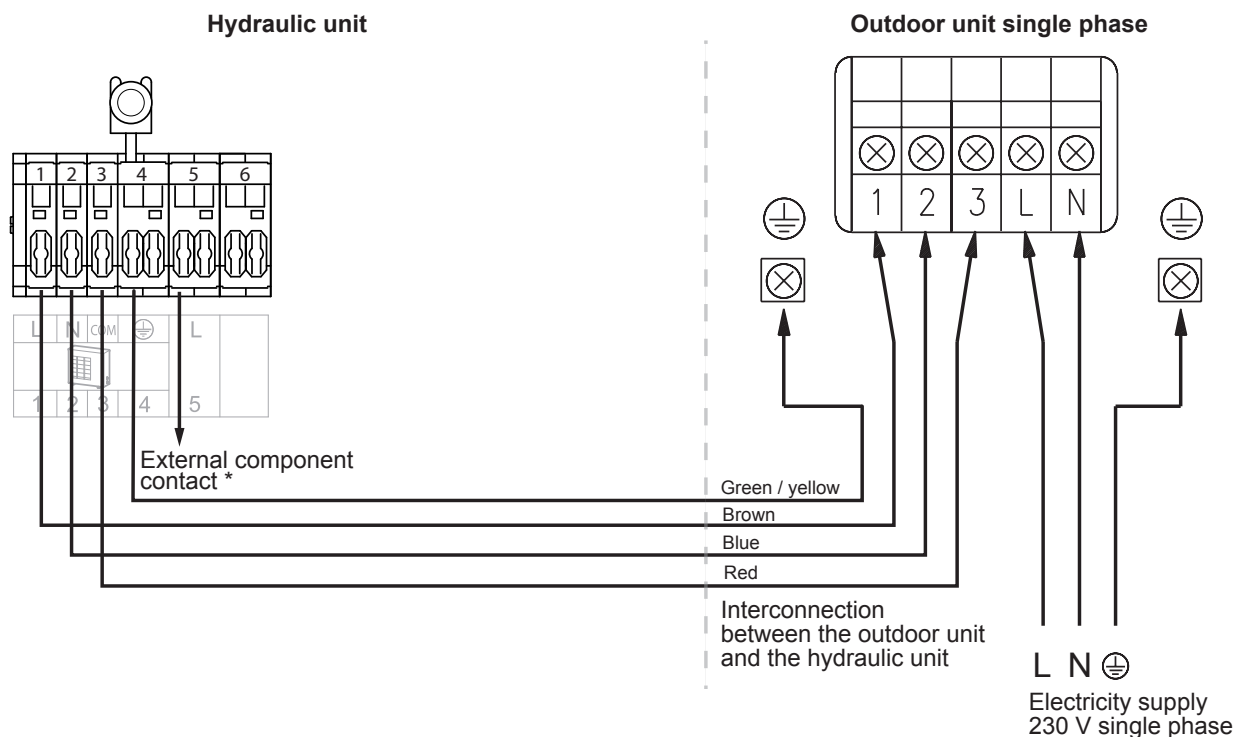 Hydraulic unit
Outdoor unit single phase
1 2 3 4 5 6
1 2 3 L N
L N COM L
1 2 3 4 5
External component
contact *
Green / yellow
Brown
Blue
Red
Interconnection
between the outdoor unit
and the hydraulic unit
L N
Electricity supply
230 V single phase